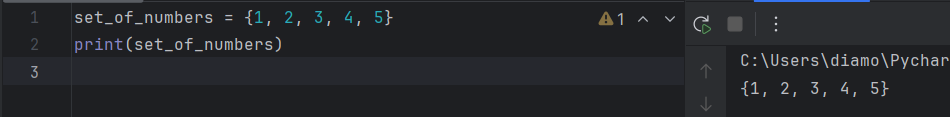 1 set_of_numbers = {1, 2, 3, 4, 5}
2 print(set_of_numbers)
3
1
C:\Users\diamo\Pychar
{1, 2, 3, 4, 5}